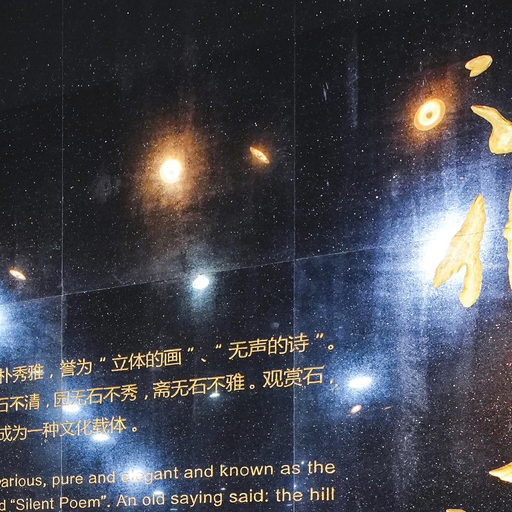 朴秀雅，誉为“立体的画”、“无声的诗”。
石不清，园无石不秀，斋无石不雅。观赏石，
成为一种文化载体。
various, pure and elegant and known as the
"Silent Poem". An old saying said: the hill